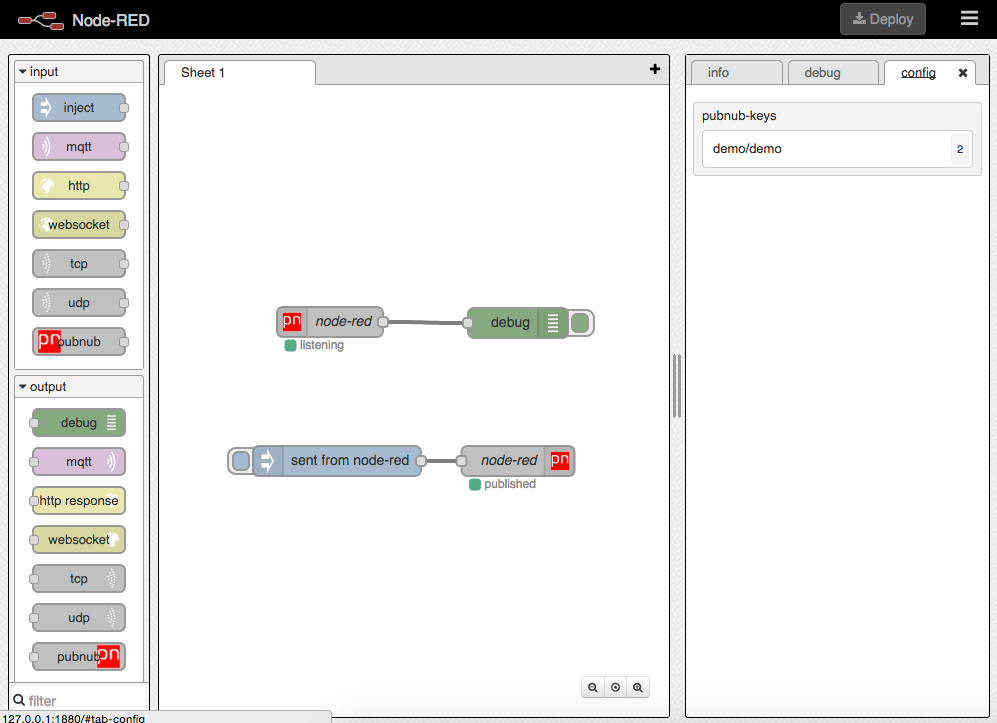 Node-RED
Deploy
input
inject
mqtt
http
websocket
tcp
udp
pn pubnub
output
debug
mqtt
http response
websocket
tcp
udp
pubnub pn
filter
127.0.0.1:1880/#tab-config
Sheet 1
pn node-red
listening
debug
sent from node-red
node-red pn
published
info debug config
pubnub-keys
demo/demo 2